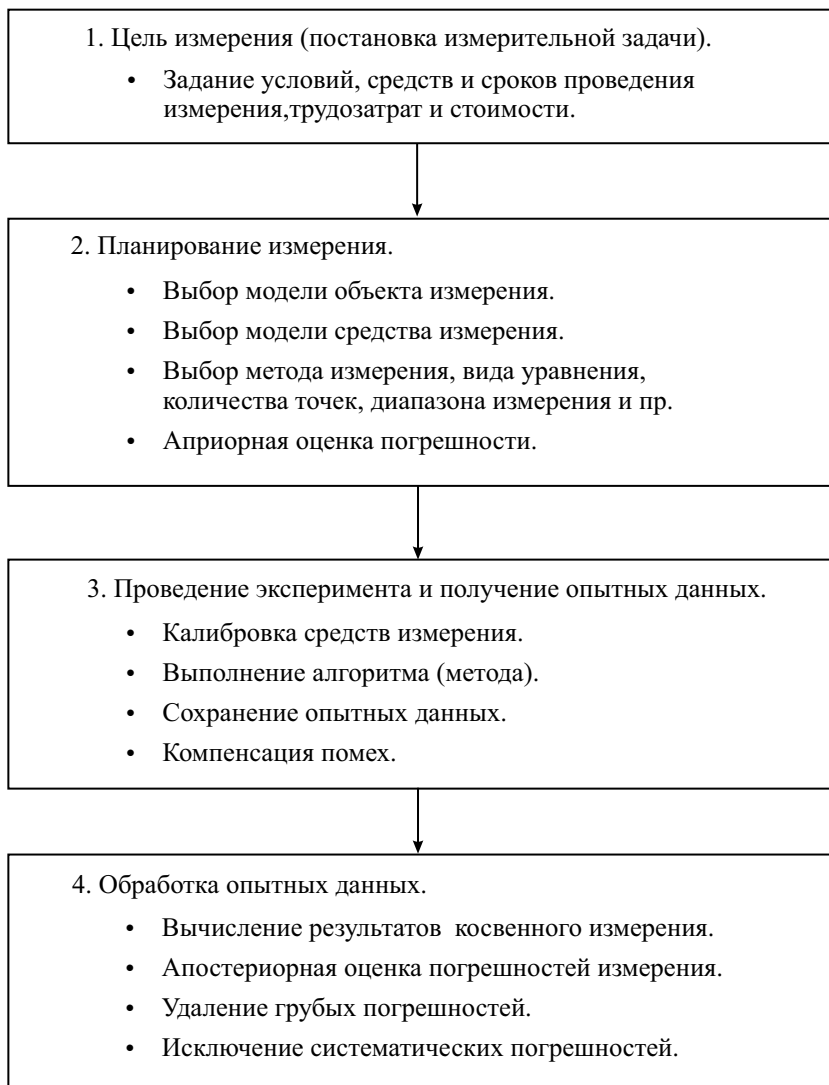 1. Цель измерения (постановка измерительной задачи).
• Задание условий, средств и сроков проведения
измерения,трудозатрат и стоимости.
2. Планирование измерения.
• Выбор модели объекта измерения.
• Выбор модели средства измерения.
• Выбор метода измерения, вида уравнения,
количества точек, диапазона измерения и пр.
• Априорная оценка погрешности.
3. Проведение эксперимента и получение опытных данных.
• Калибровка средств измерения.
• Выполнение алгоритма (метода).
• Сохранение опытных данных.
• Компенсация помех.
4. Обработка опытных данных.
• Вычисление результатов косвенного измерения.
• Апостериорная оценка погрешностей измерения.
• Удаление грубых погрешностей.
• Исключение систематических погрешностей.